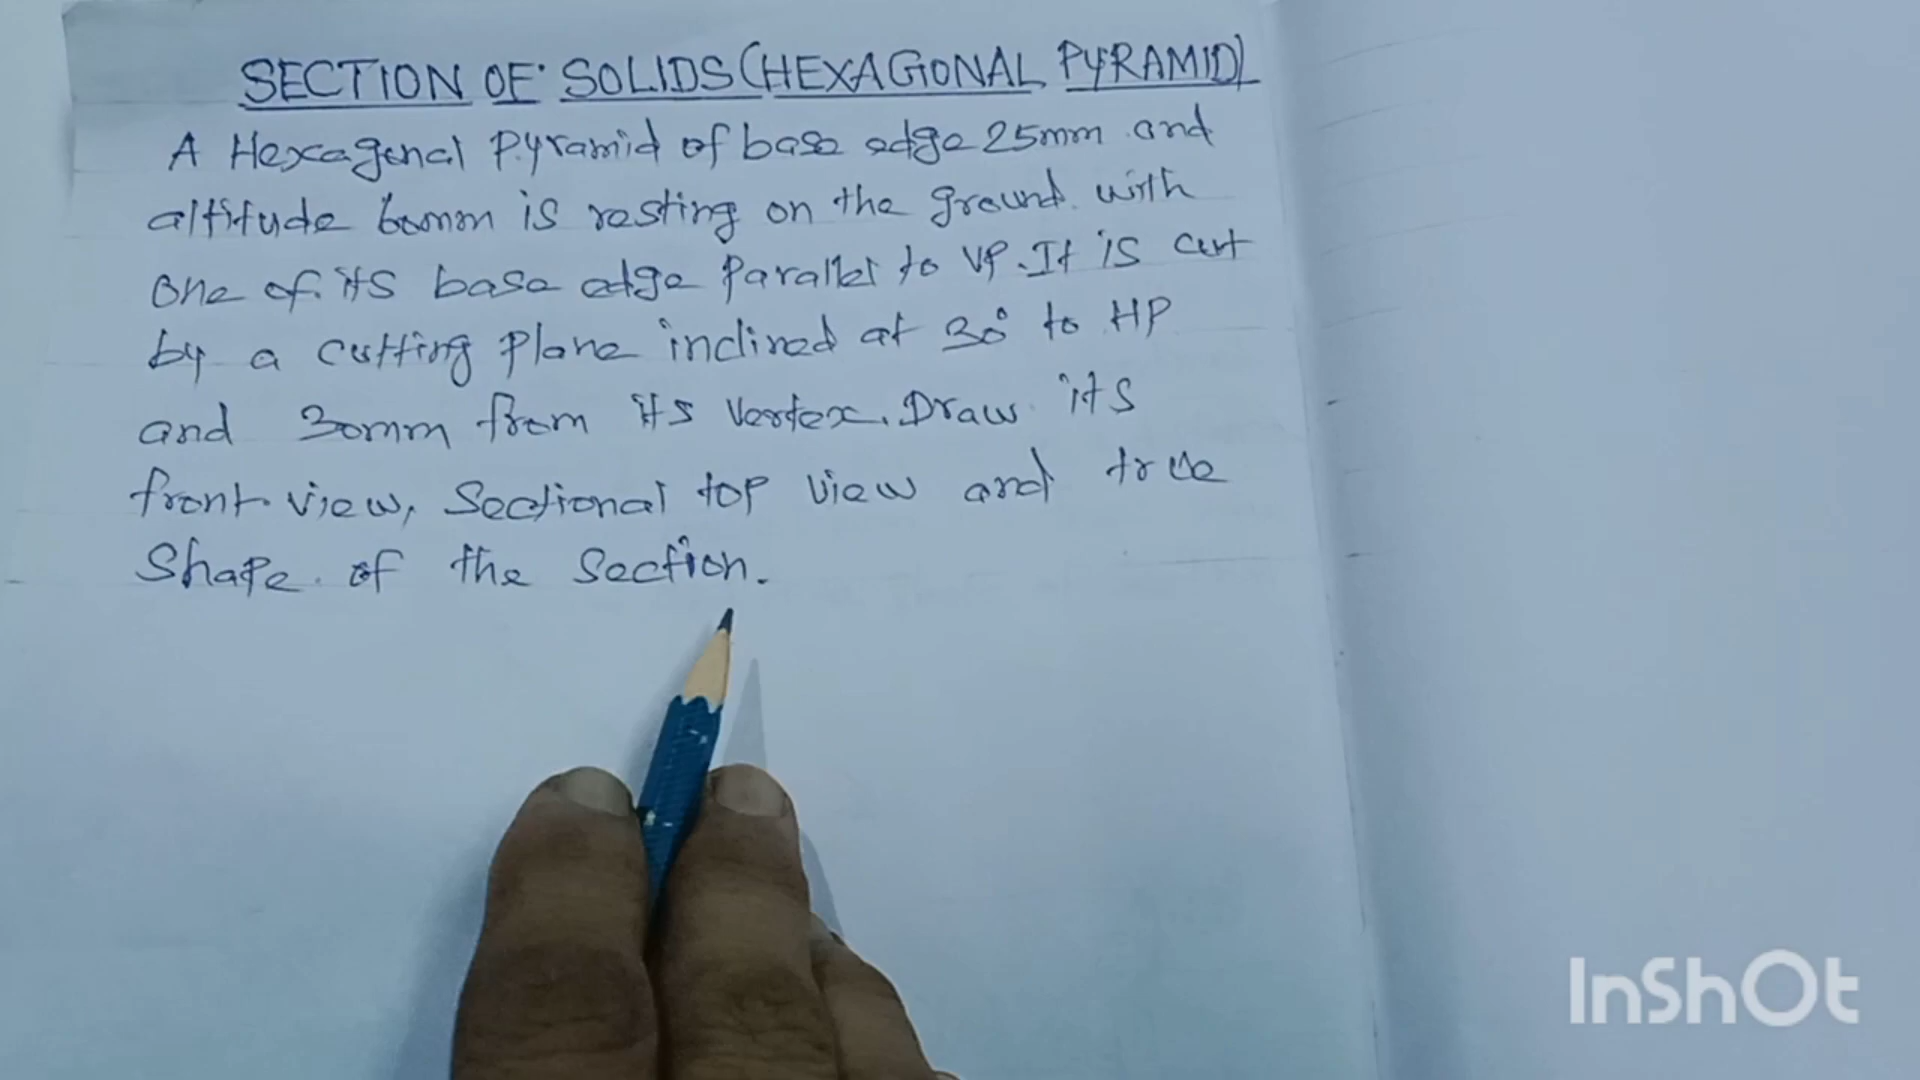 SECTION OF SOLIDS (HEXAGONAL PYRAMID)
A Hexagonal Pyramid of base edge 25mm and
altitude 60mm is resting on the ground with
one of its base edge parallel to VP. It is cut
by a cutting plane inclined at 30° to HP
and 30mm from its Vertex. Draw its
front view, Sectional top view and true
Shape of the Section.
InShOt